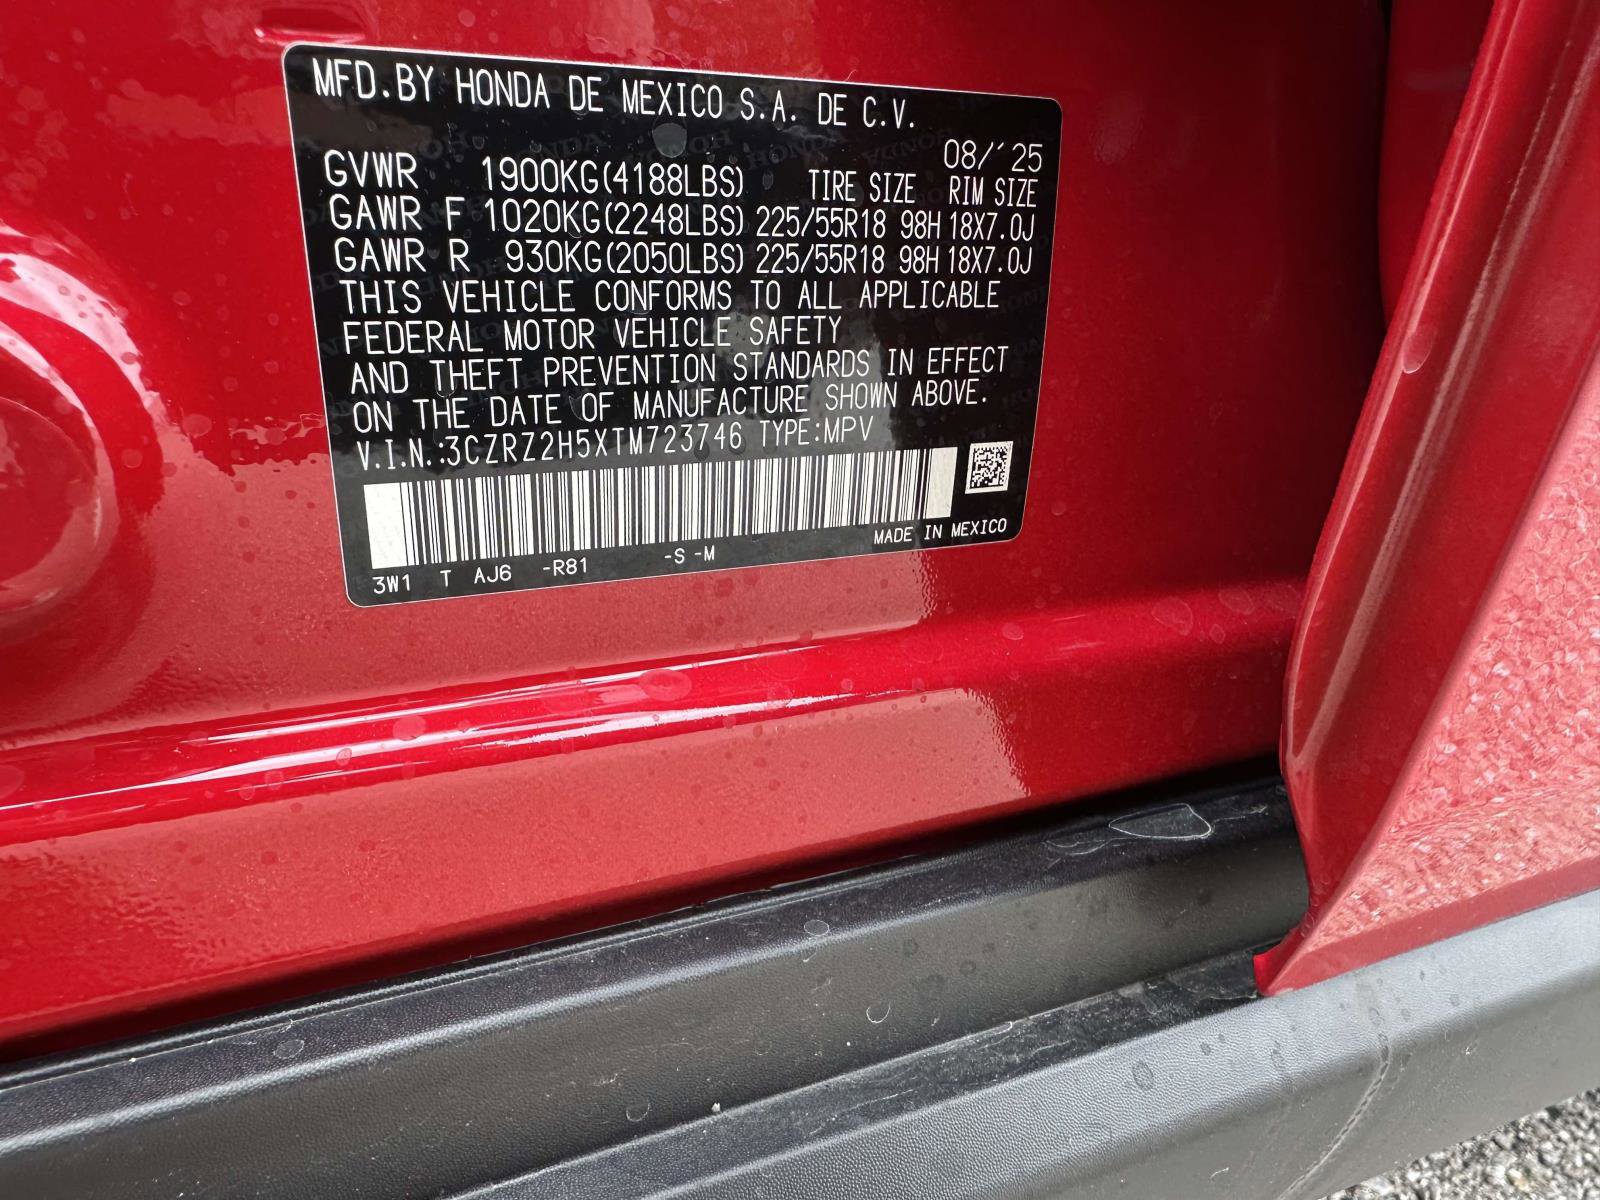 MFD.BY HONDA DE MEXICO S.A. DE C.V.
08/´25
GVWR 1900KG(4188LBS) TIRE SIZE RIM SIZE
GAWR F 1020KG(2248LBS) 225/55R18 98H 18X7.0J
GAWR R 930KG(2050LBS) 225/55R18 98H 18X7.0J
THIS VEHICLE CONFORMS TO ALL APPLICABLE
FEDERAL MOTOR VEHICLE SAFETY
AND THEFT PREVENTION STANDARDS IN EFFECT
ON THE DATE OF MANUFACTURE SHOWN ABOVE.
V.I.N.:3CZRZ2H5XTM723746 TYPE:MPV
MADE IN MEXICO
3W1 T AJ6 -R81 -S -M